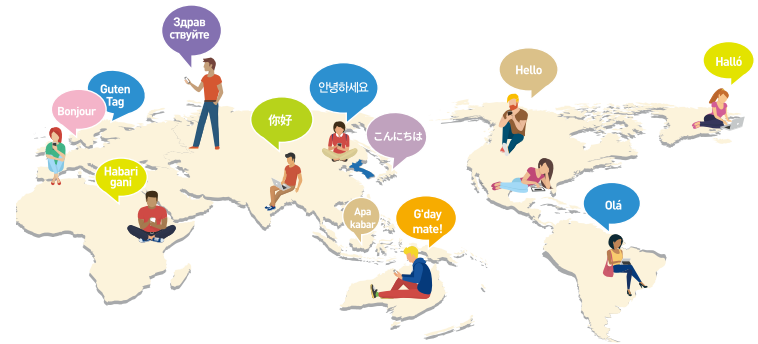 Здрав
ствуйте
Bonjour
Guten
Tag
Habari
gani
你好
안녕하세요
こんにちは
Apa
kabar
G'day
mate!
Hello
Halló
Olá